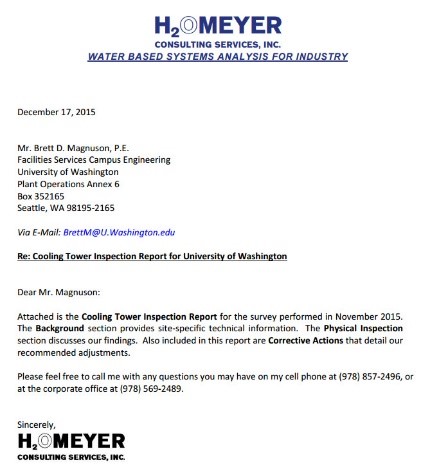 H2OMEYER
CONSULTING SERVICES, INC.
WATER BASED SYSTEMS ANALYSIS FOR INDUSTRY
December 17, 2015
Mr. Brett D. Magnuson, P.E.
Facilities Services Campus Engineering
University of Washington
Plant Operations Annex 6
Box 352165
Seattle, WA 98195-2165
Via E-Mail: BrettM@U.Washington.edu
Re: Cooling Tower Inspection Report for University of Washington
Dear Mr. Magnuson:
Attached is the Cooling Tower Inspection Report for the survey performed in November 2015.
The Background section provides site-specific technical information. The Physical Inspection
section discusses our findings. Also included in this report are Corrective Actions that detail our
recommended adjustments.
Please feel free to call me with any questions you may have on my cell phone at (978) 857-2496, or
at the corporate office at (978) 569-2489.
Sincerely,
H2OMEYER
CONSULTING SERVICES, INC.